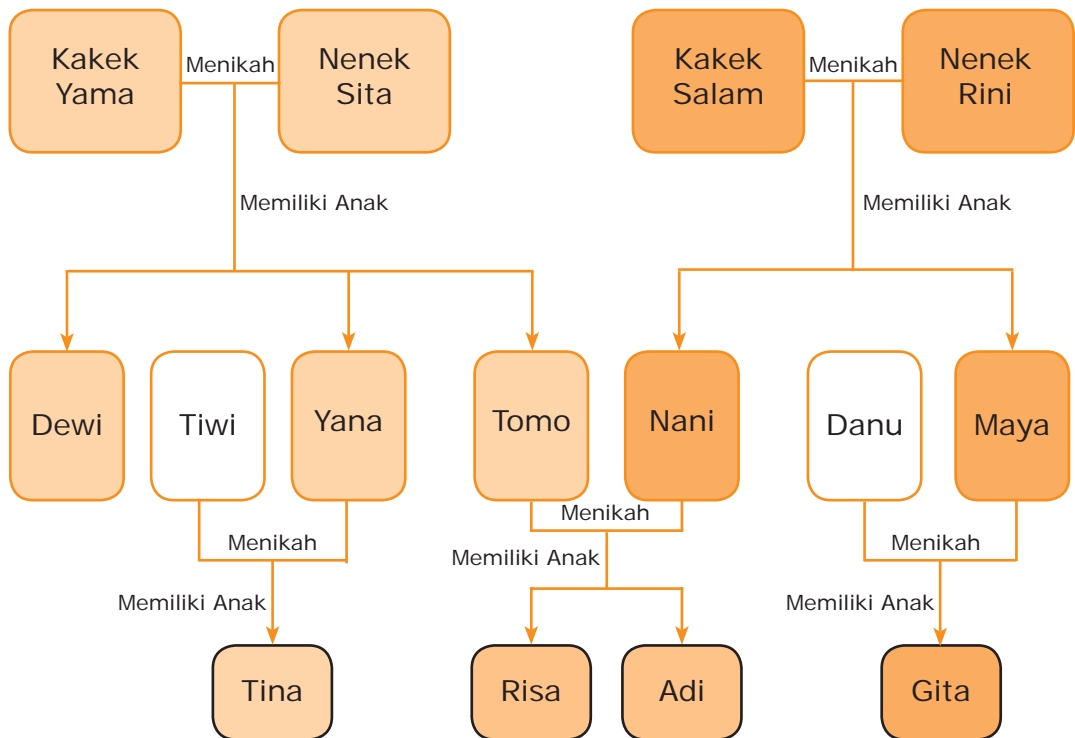 Kakek
Yama
Menikah
Nenek
Sita
Kakek
Salam
Menikah
Nenek
Rini
Memiliki Anak
Memiliki Anak
Dewi
Tiwi
Yana
Tomo
Nani
Danu
Maya
Menikah
Menikah
Menikah
Memiliki Anak
Memiliki Anak
Memiliki Anak
Tina
Risa
Adi
Gita